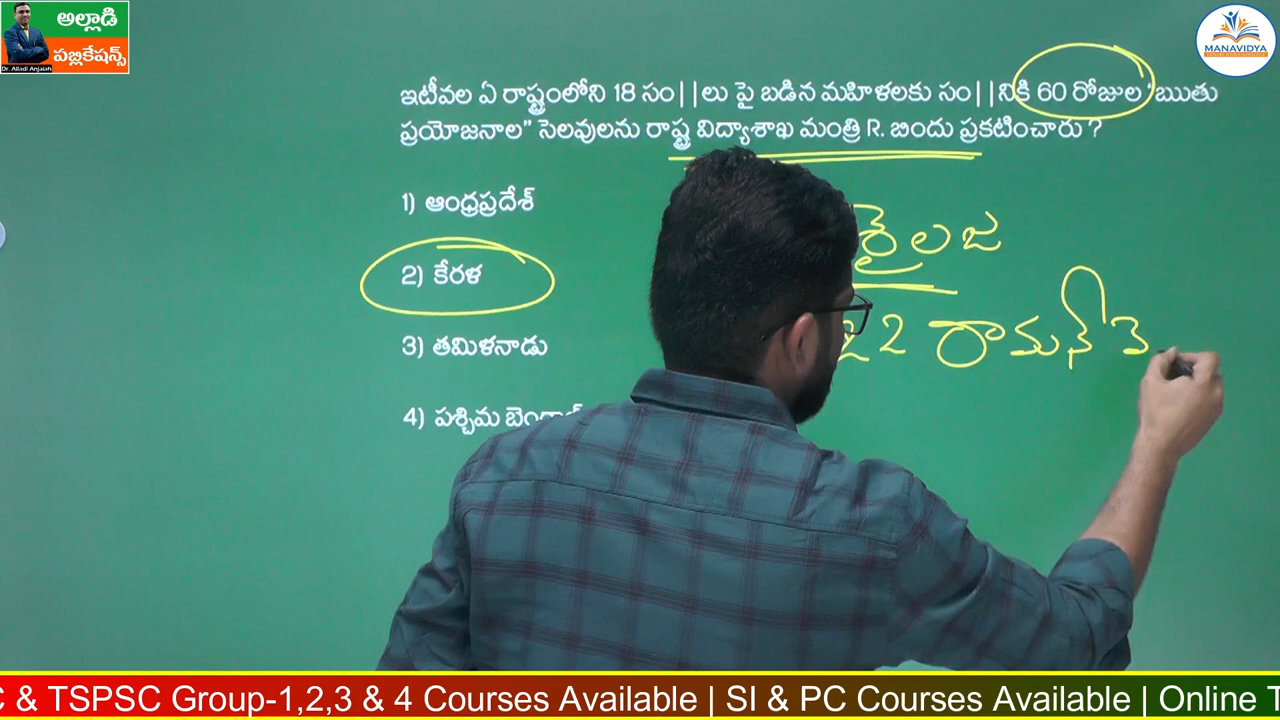 అల్లాడి
పబ్లికేషన్స్
Dr. Alladi Anjaiah
MANAVIDYA
ఇటీవల ఏ రాష్ట్రంలోని 18 సం||లు పై బడిన మహిళలకు సం||నికి 60 రోజుల "ఋతు
ప్రయోజనాల" సెలవులను రాష్ట్ర విద్యాశాఖ మంత్రి R. బిందు ప్రకటించారు ?
1) ఆంధ్రప్రదేశ్
శైలజ
2) కేరళ
2 రామన్ 3
3) తమిళనాడు
4) పశ్చిమ
C & TSPSC Group-1,2,3 & 4 Courses Available | SI & PC Courses Available | Online T